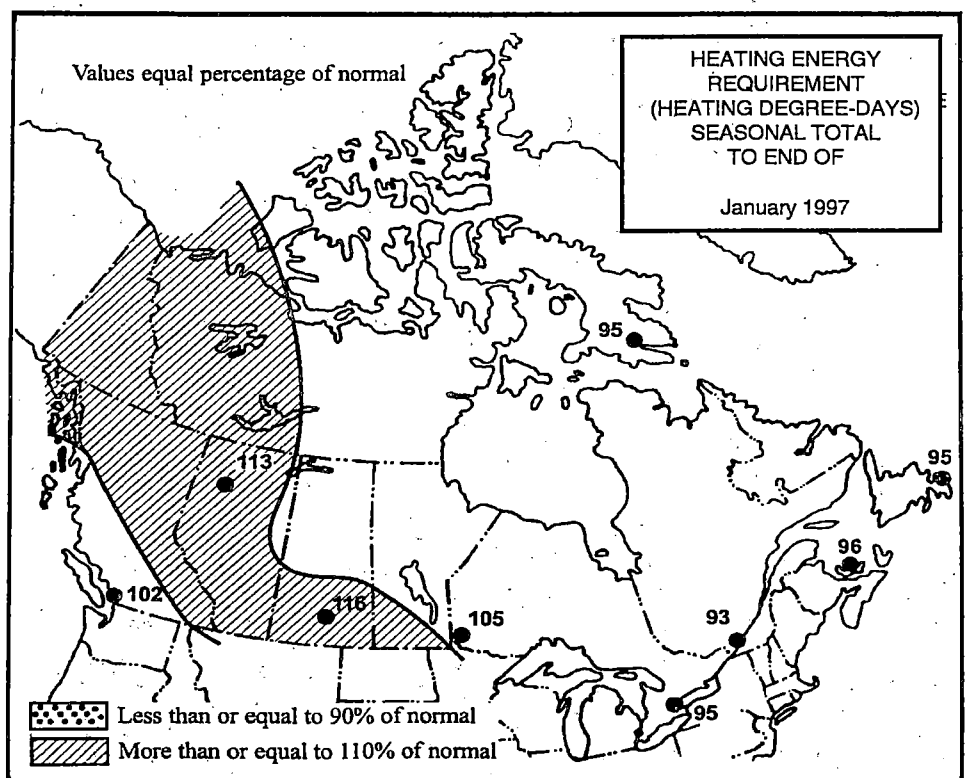 Values equal percentage of normal
HEATING ENERGY
REQUIREMENT
(HEATING DEGREE-DAYS)
SEASONAL TOTAL
TO END OF
January 1997
E
95
113
95
96
102
116
105
93
95
Less than or equal to 90% of normal
More than or equal to 110% of normal